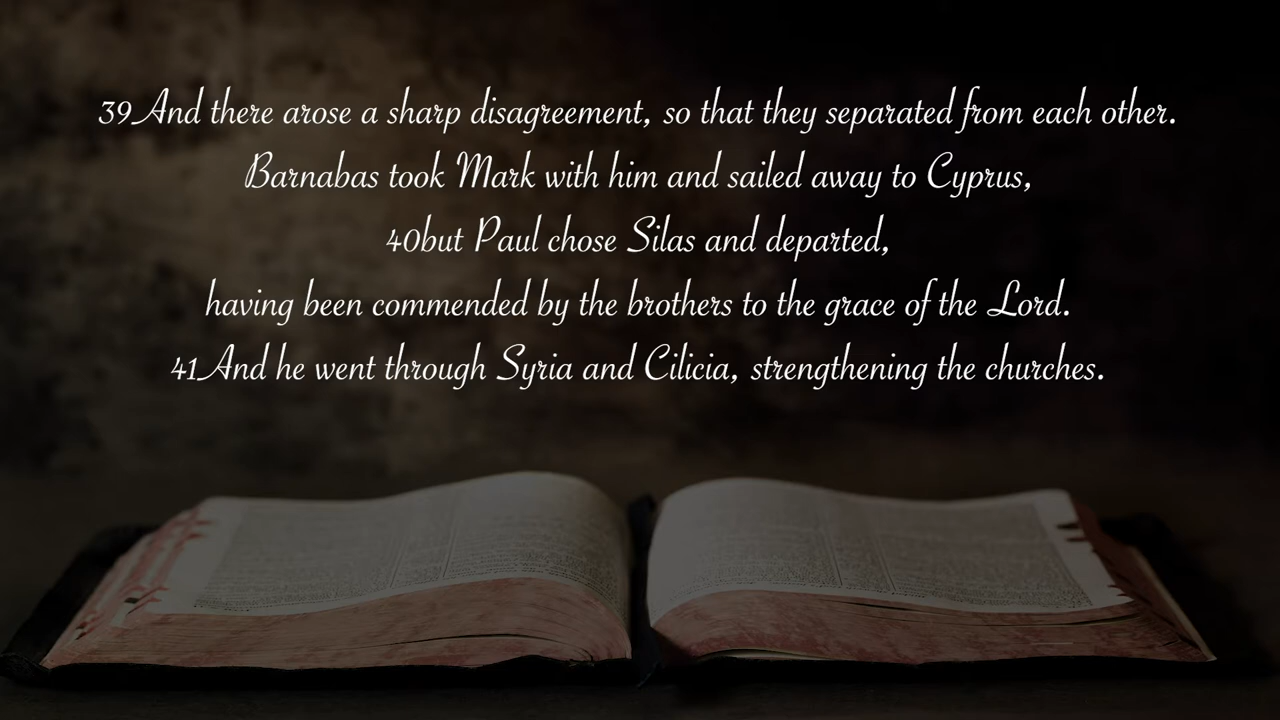 39And there arose a sharp disagreement, so that they separated from each other.
Barnabas took Mark with him and sailed away to Cyprus,
40but Paul chose Silas and departed,
having been commended by the brothers to the grace of the Lord.
41And he went through Syria and Cilicia, strengthening the churches.